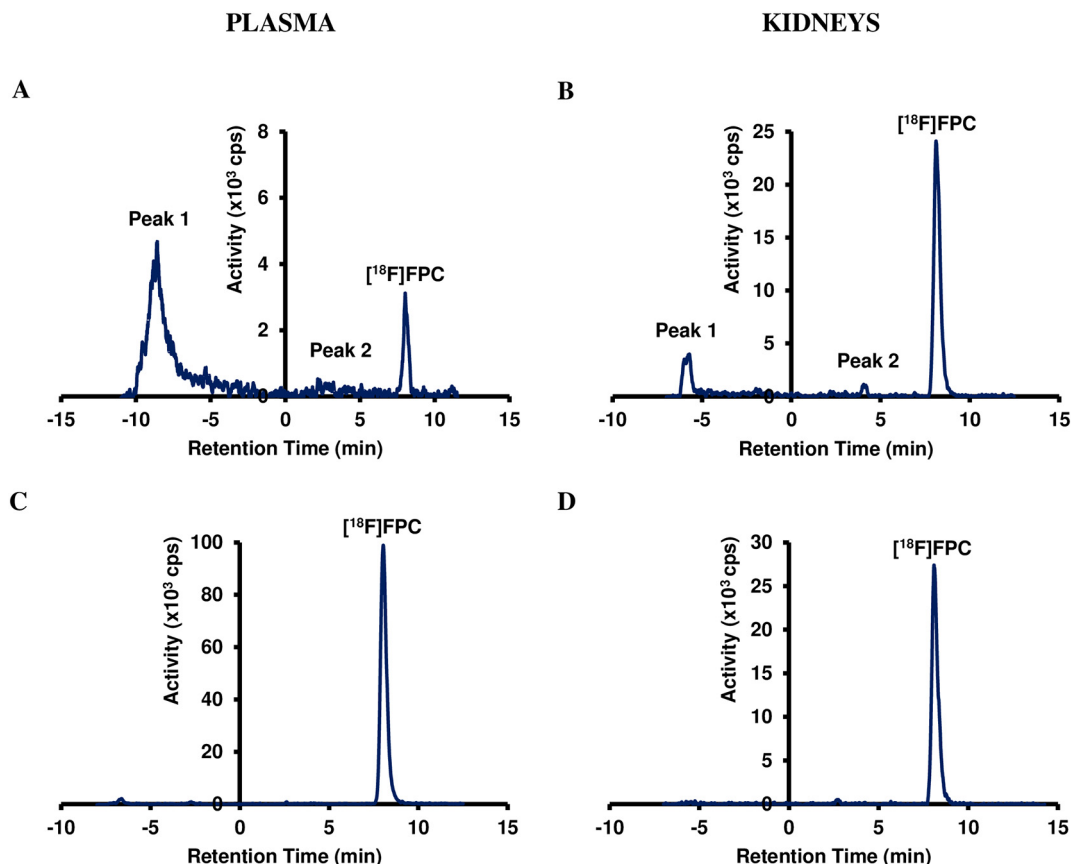 PLASMA
KIDNEYS
A
Activity (x10³ cps)
8
6
4
2
0
Peak 1
Peak 2
[¹⁸F]FPC
-15 -10 -5 0 5 10 15
Retention Time (min)
B
Activity (x10³ cps)
25
20
15
10
5
0
Peak 1
Peak 2
[¹⁸F]FPC
-10 -5 0 5 10 15
Retention Time (min)
C
Activity (x10³ cps)
100
80
60
40
20
0
[¹⁸F]FPC
-10 -5 0 5 10 15
Retention Time (min)
D
Activity (x10³ cps)
30
25
20
15
10
5
0
[¹⁸F]FPC
-10 -5 0 5 10 15
Retention Time (min)